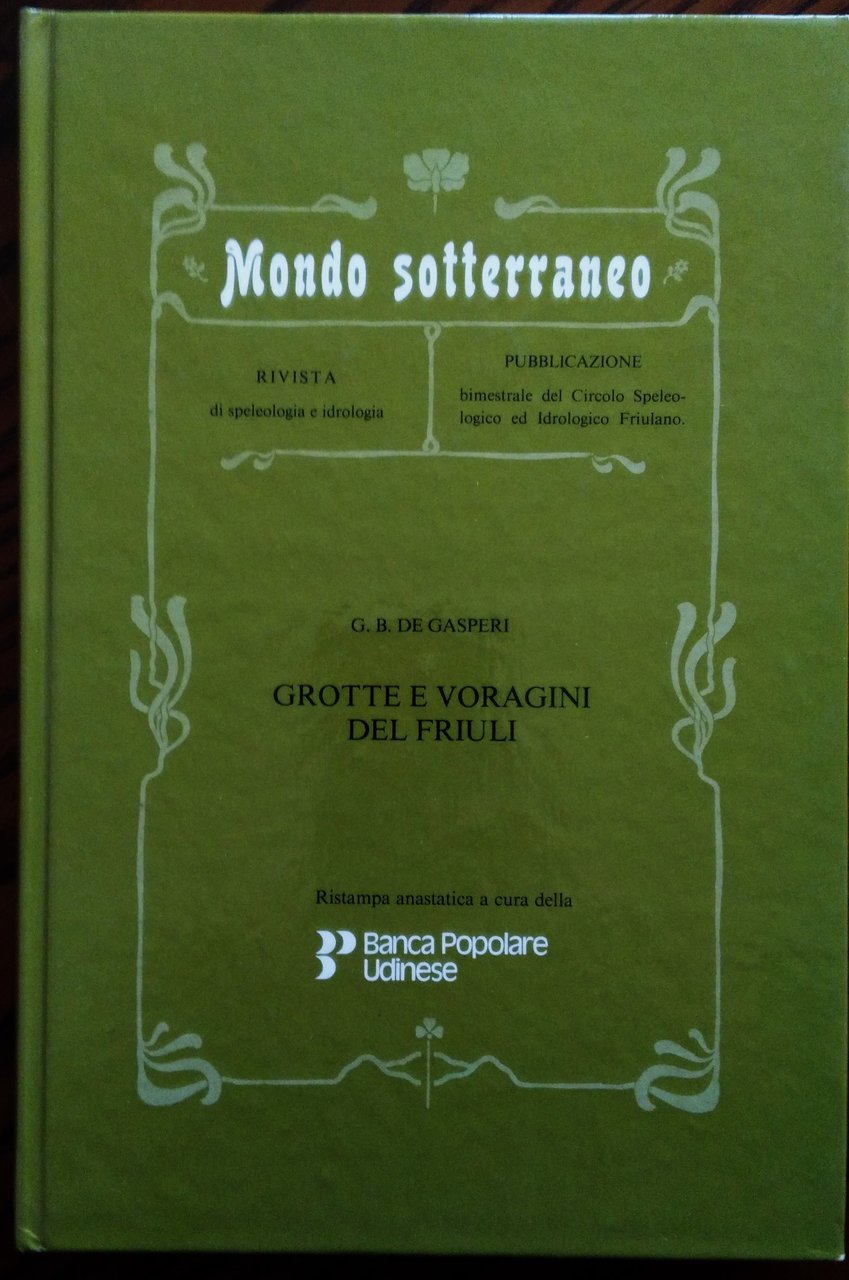 Mondo sotterraneo
RIVISTA
di speleologia e idrologia
PUBBLICAZIONE
bimestrale del Circolo Speleo-
logico ed Idrologico Friulano.
G. B. DE GASPERI
GROTTE E VORAGINI
DEL FRIULI
Ristampa anastatica a cura della
Banca Popolare
Udinese